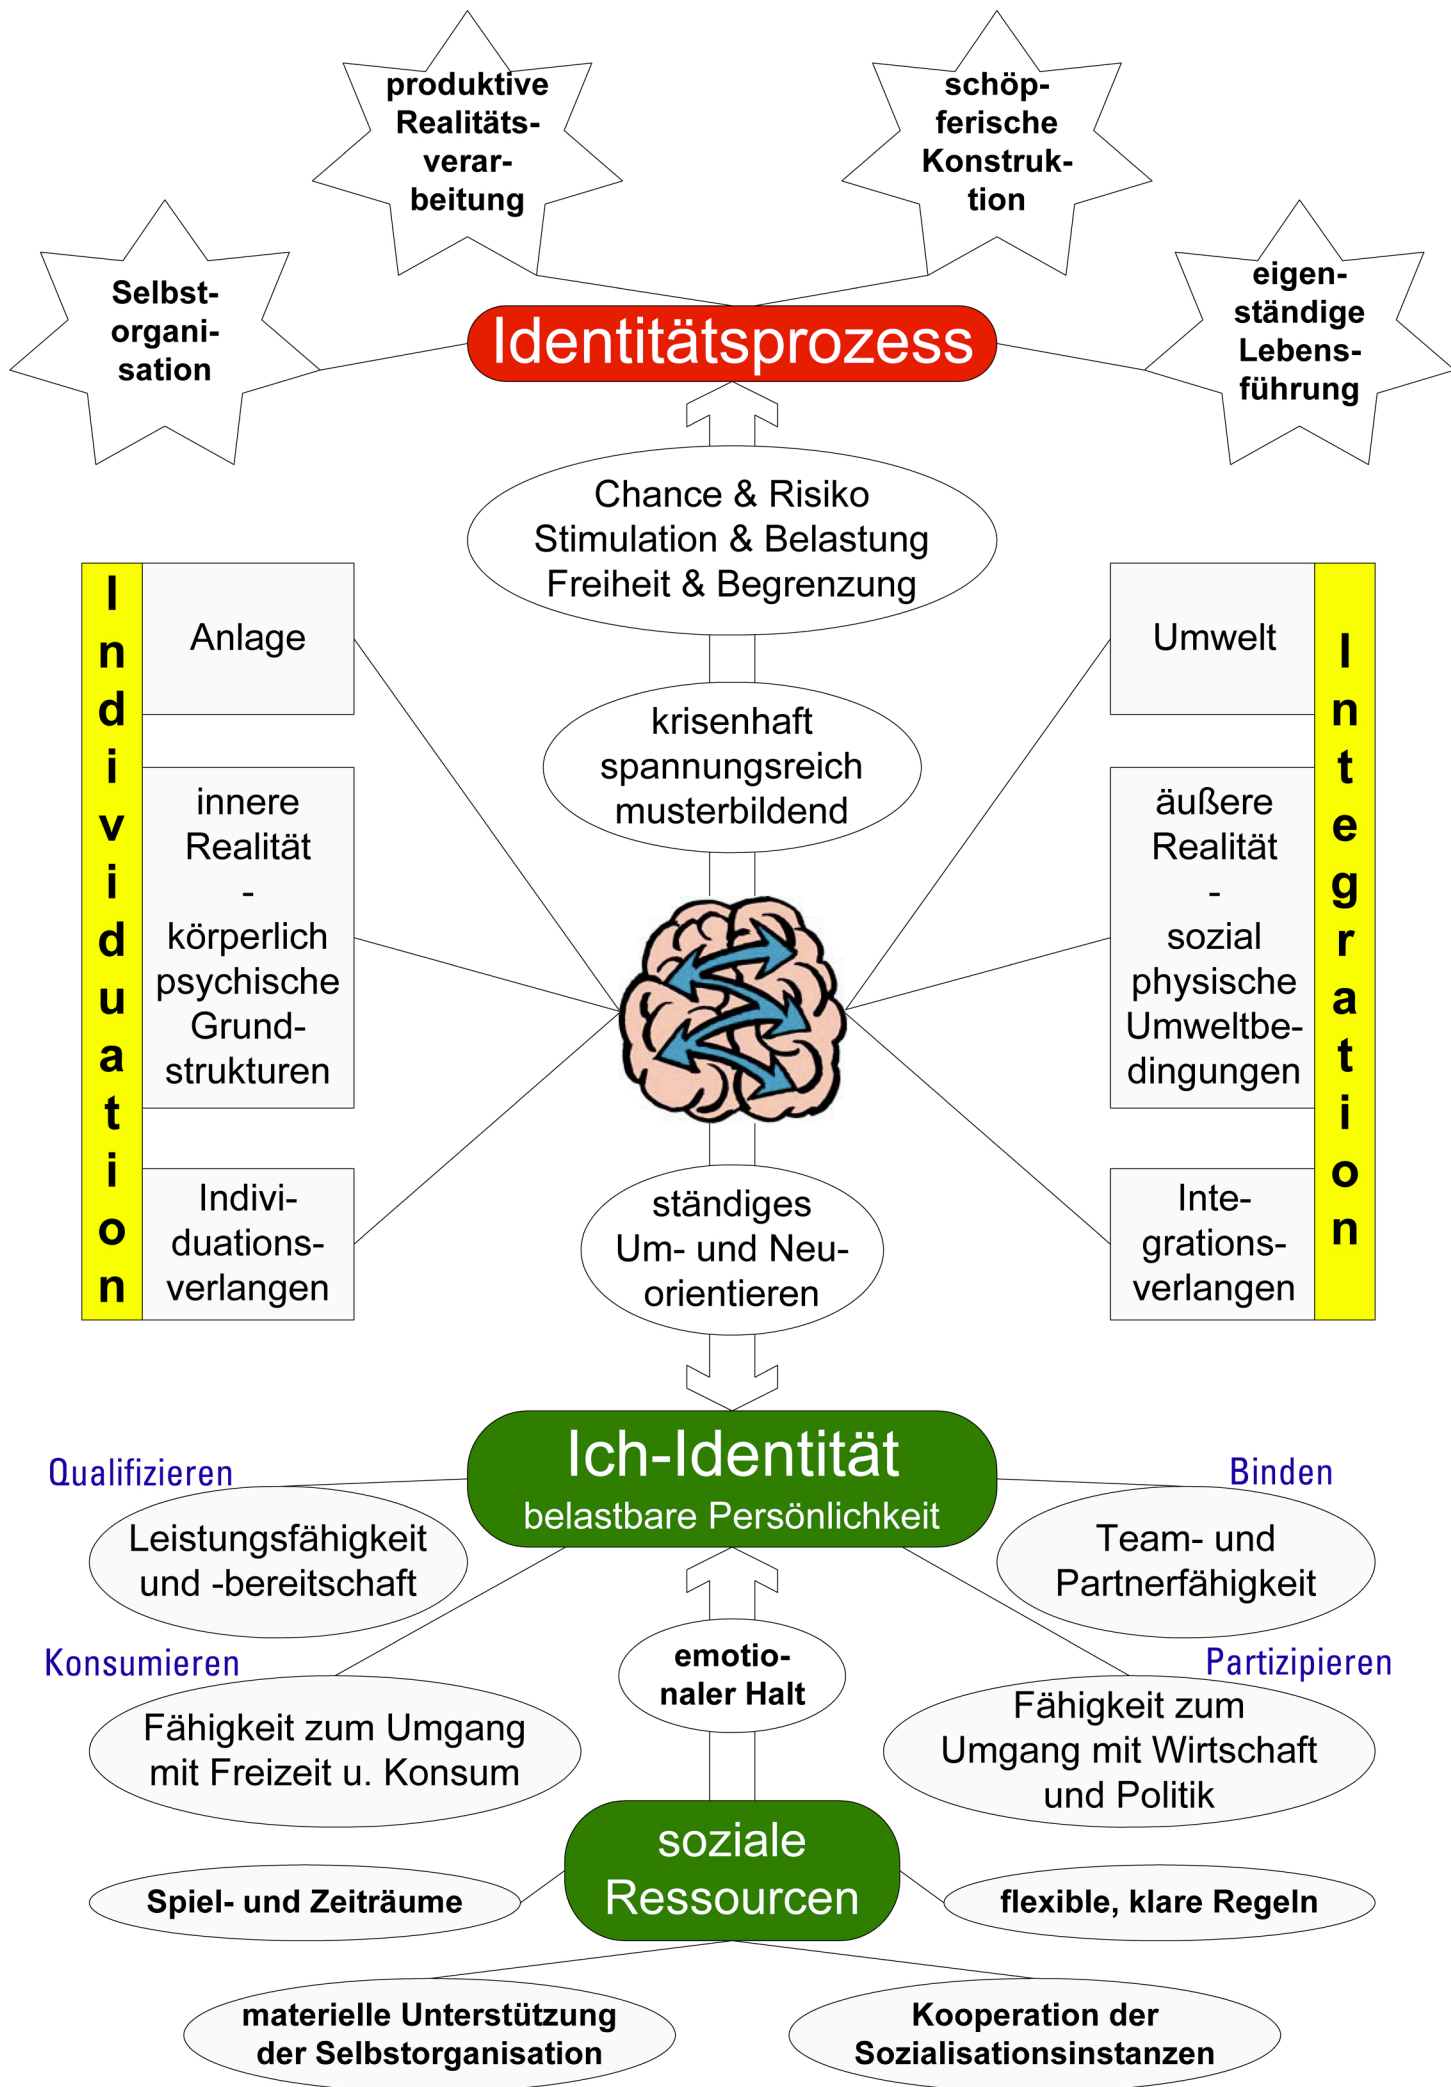 produktive
Realitäts-
verar-
beitung
schöp-
ferische
Konstruk-
tion
Selbst-
organi-
sation
eigen-
ständige
Lebens-
führung
Identitätsprozess
Chance & Risiko
Stimulation & Belastung
Freiheit & Begrenzung
Individuation
Anlage
innere
Realität
-
körperlich
psychische
Grund-
strukturen
Indivi-
duations-
verlangen
krisenhaft
spannungsreich
musterbildend
Umwelt
äußere
Realität
-
sozial
physische
Umweltbe-
dingungen
Inte-
grations-
verlangen
Integration
ständiges
Um- und Neu-
orientieren
Ich-Identität
belastbare Persönlichkeit
Qualifizieren
Leistungsfähigkeit
und -bereitschaft
Binden
Team- und
Partnerfähigkeit
Konsumieren
Fähigkeit zum Umgang
mit Freizeit u. Konsum
emotio-
naler Halt
Partizipieren
Fähigkeit zum
Umgang mit Wirtschaft
und Politik
soziale
Ressourcen
Spiel- und Zeiträume
flexible, klare Regeln
materielle Unterstützung
der Selbstorganisation
Kooperation der
Sozialisationsinstanzen